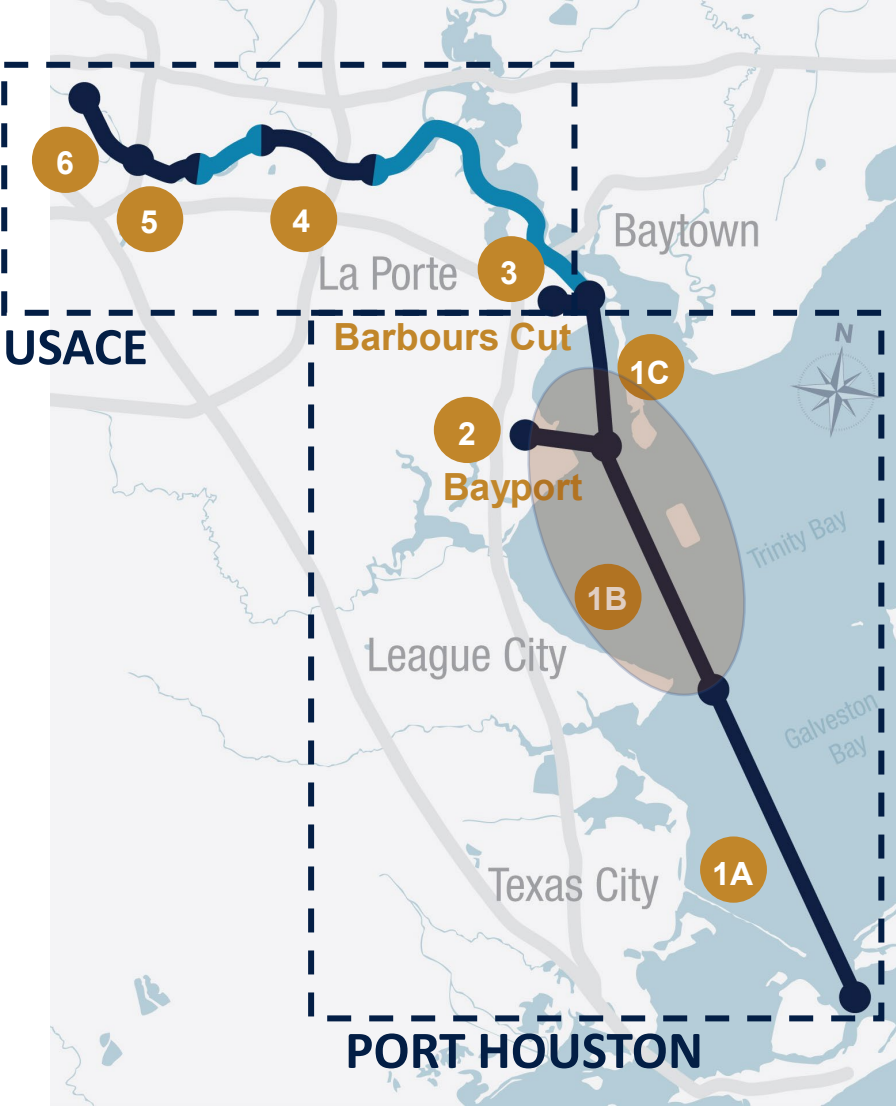 6
5
4
3
Baytown
La Porte
Barbours Cut
USACE
N
1C
2
Bayport
Trinity Bay
1B
League City
Galveston
Bay
1A
Texas City
PORT HOUSTON